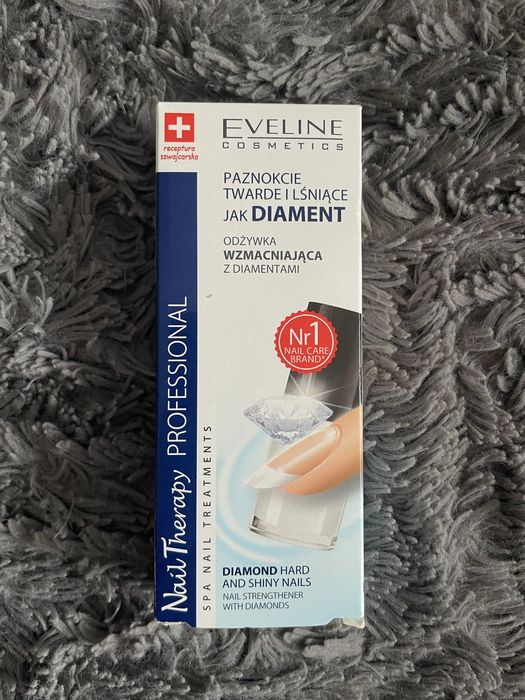 receptura
szwajcarska
EVELINE
COSMETICS
PAZNOKCIE
TWARDE I LŚNIĄCE
JAK DIAMENT
ODŻYWKA
WZMACNIAJĄCA
Z DIAMENTAMI
Nr1
NAIL CARE
BRAND*
Nail Therapy PROFESSIONAL
SPA NAIL TREATMENTS
DIAMOND HARD
AND SHINY NAILS
NAIL STRENGTHENER
WITH DIAMONDS